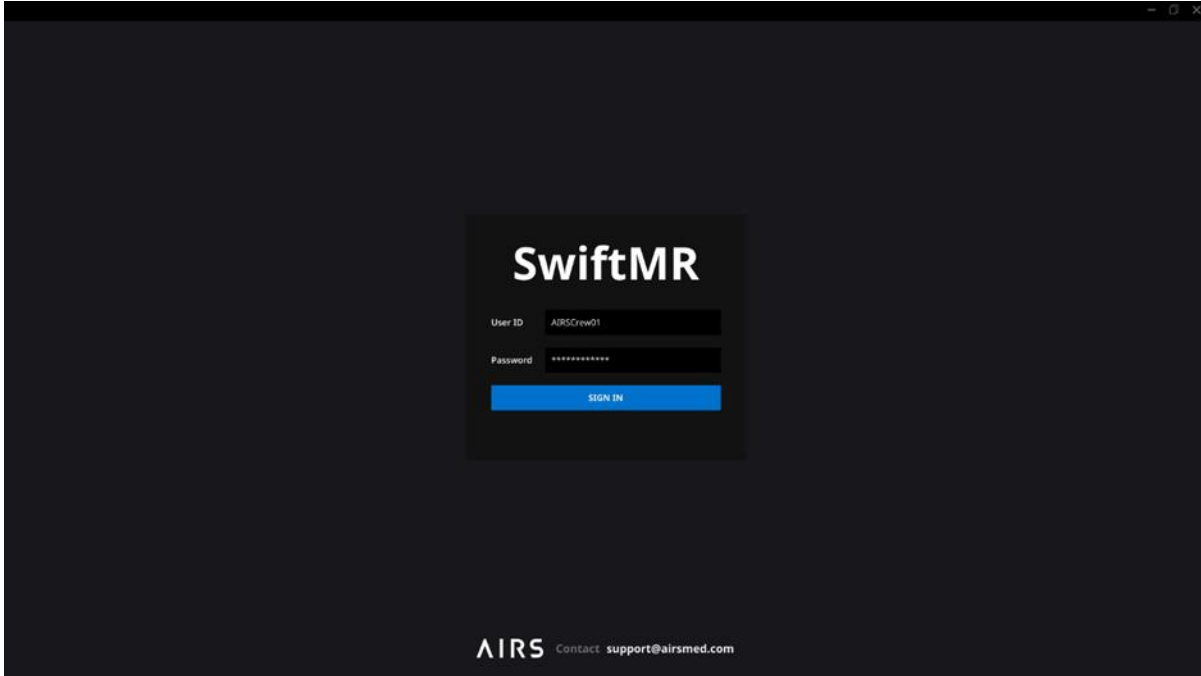 SwiftMR
User ID AIRSCrew01
Password ************
SIGN IN
AIRS Contact support@airsmed.com